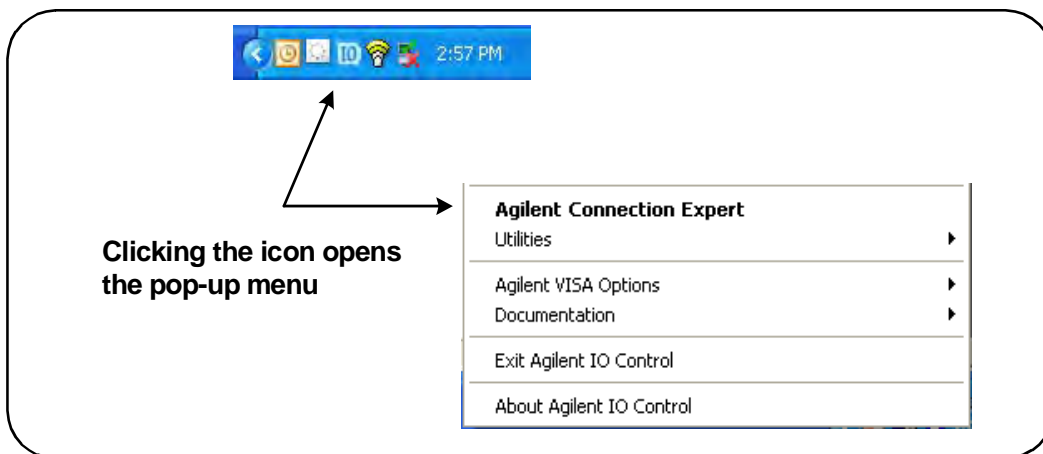 IO
2:57 PM
Clicking the icon opens
the pop-up menu
Agilent Connection Expert
Utilities
Agilent VISA Options
Documentation
Exit Agilent IO Control
About Agilent IO Control